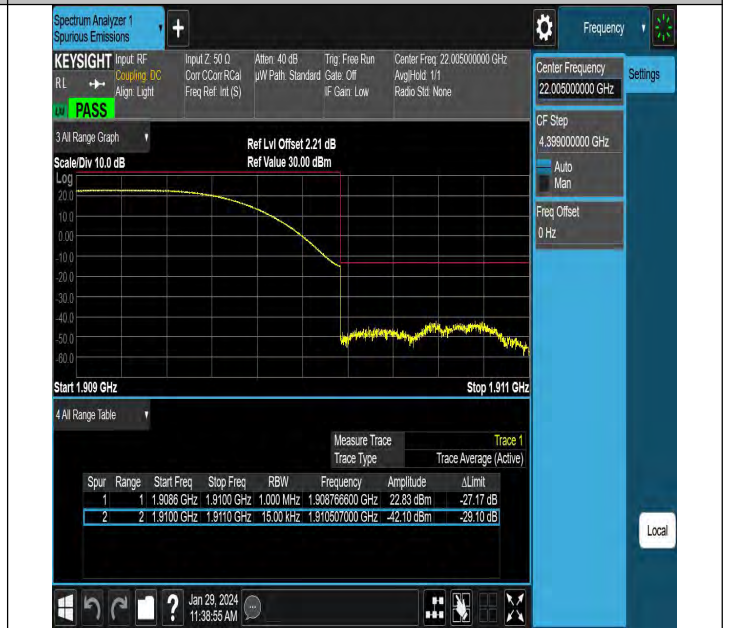 Spectrum Analyzer 1
Spurious Emissions
+
Frequency
KEYSIGHT
RL
Input: RF
Coupling: DC
Align: Light
Input Z: 50 Ω
Corr CCorr RCal
Freq Ref: Int (S)
Atten: 40 dB
µW Path: Standard
Trig: Free Run
Gate: Off
IF Gain: Low
Center Freq: 22.005000000 GHz
Avg|Hold: 1/1
Radio Std: None
PASS
Center Frequency
22.005000000 GHz
Settings
CF Step
4.399000000 GHz
Auto
Man
Freq Offset
0 Hz
3 All Range Graph
Scale/Div 10.0 dB
Ref Lvl Offset 2.21 dB
Ref Value 30.00 dBm
Log
20.0
10.0
0.00
-10.0
-20.0
-30.0
-40.0
-50.0
-60.0
Start 1.909 GHz
Stop 1.911 GHz
4 All Range Table
Measure Trace Trace 1
Trace Type Trace Average (Active)
Spur Range Start Freq Stop Freq RBW Frequency Amplitude ΔLimit
1 1 1.9086 GHz 1.9100 GHz 1.000 MHz 1.908766600 GHz 22.83 dBm -27.17 dB
2 2 1.9100 GHz 1.9110 GHz 15.00 kHz 1.910507000 GHz -42.10 dBm -29.10 dB
Local
?
Jan 29, 2024
11:38:55 AM